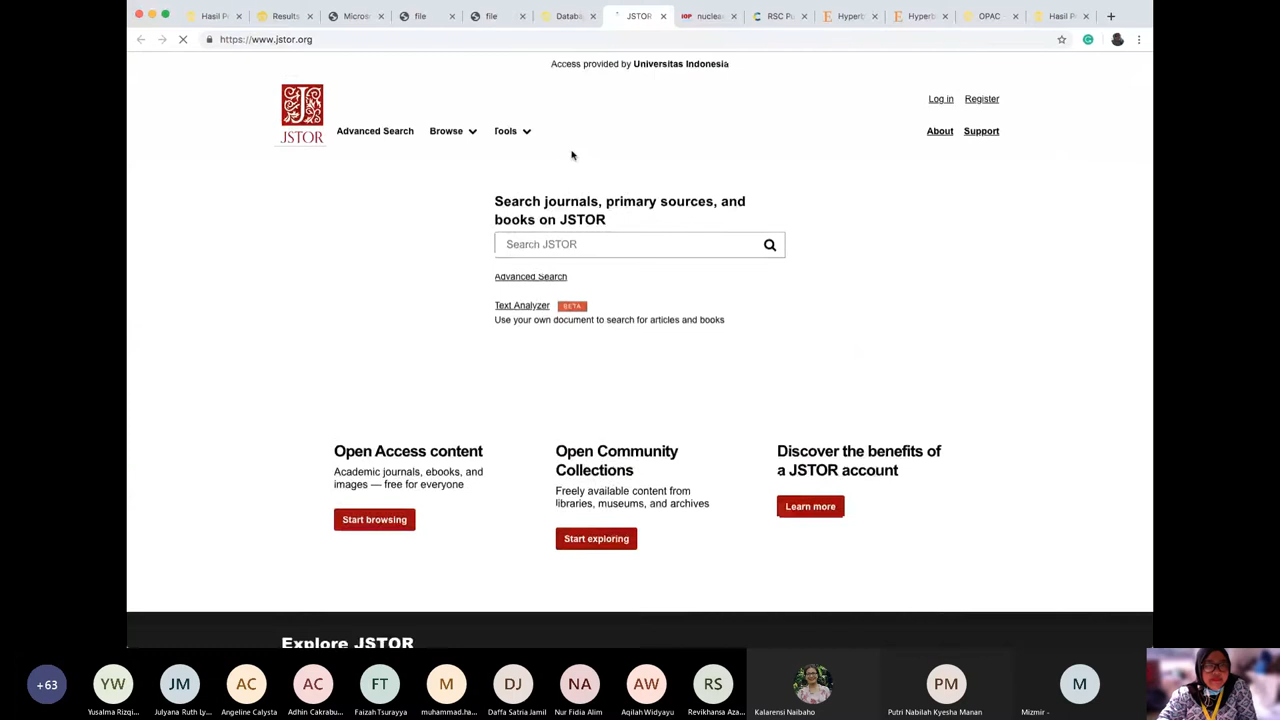 Hasil P
Results
Micros
file
file
Databa
JSTOR
IOP nuclea
RSC Pu
Hyperb
Hyperb
OPAC
Hasil P
https://www.jstor.org
Access provided by Universitas Indonesia
Log in Register
JSTOR
Advanced Search Browse Tools
About Support
Search journals, primary sources, and
books on JSTOR
Search JSTOR
Advanced Search
Text Analyzer BETA
Use your own document to search for articles and books
Open Access content
Academic journals, ebooks, and
images — free for everyone
Start browsing
Open Community
Collections
Freely available content from
libraries, museums, and archives
Start exploring
Discover the benefits of
a JSTOR account
Learn more
Explore JSTOR
+63
YW
JM
AC
AC
FT
M
DJ
NA
AW
RS
PM
M
Yusalma Rizqi...
Julyana Ruth Ly...
Angeline Calysta
Adhin Cakrabu...
Faizah Tsurayya
muhammad.ha...
Daffa Satria Jamil
Nur Fidia Alim
Aqilah Widyayu
Revikhansa Aza...
Kalarensi Naibaho
Putri Nabilah Kyesha Manan
Mizmir -